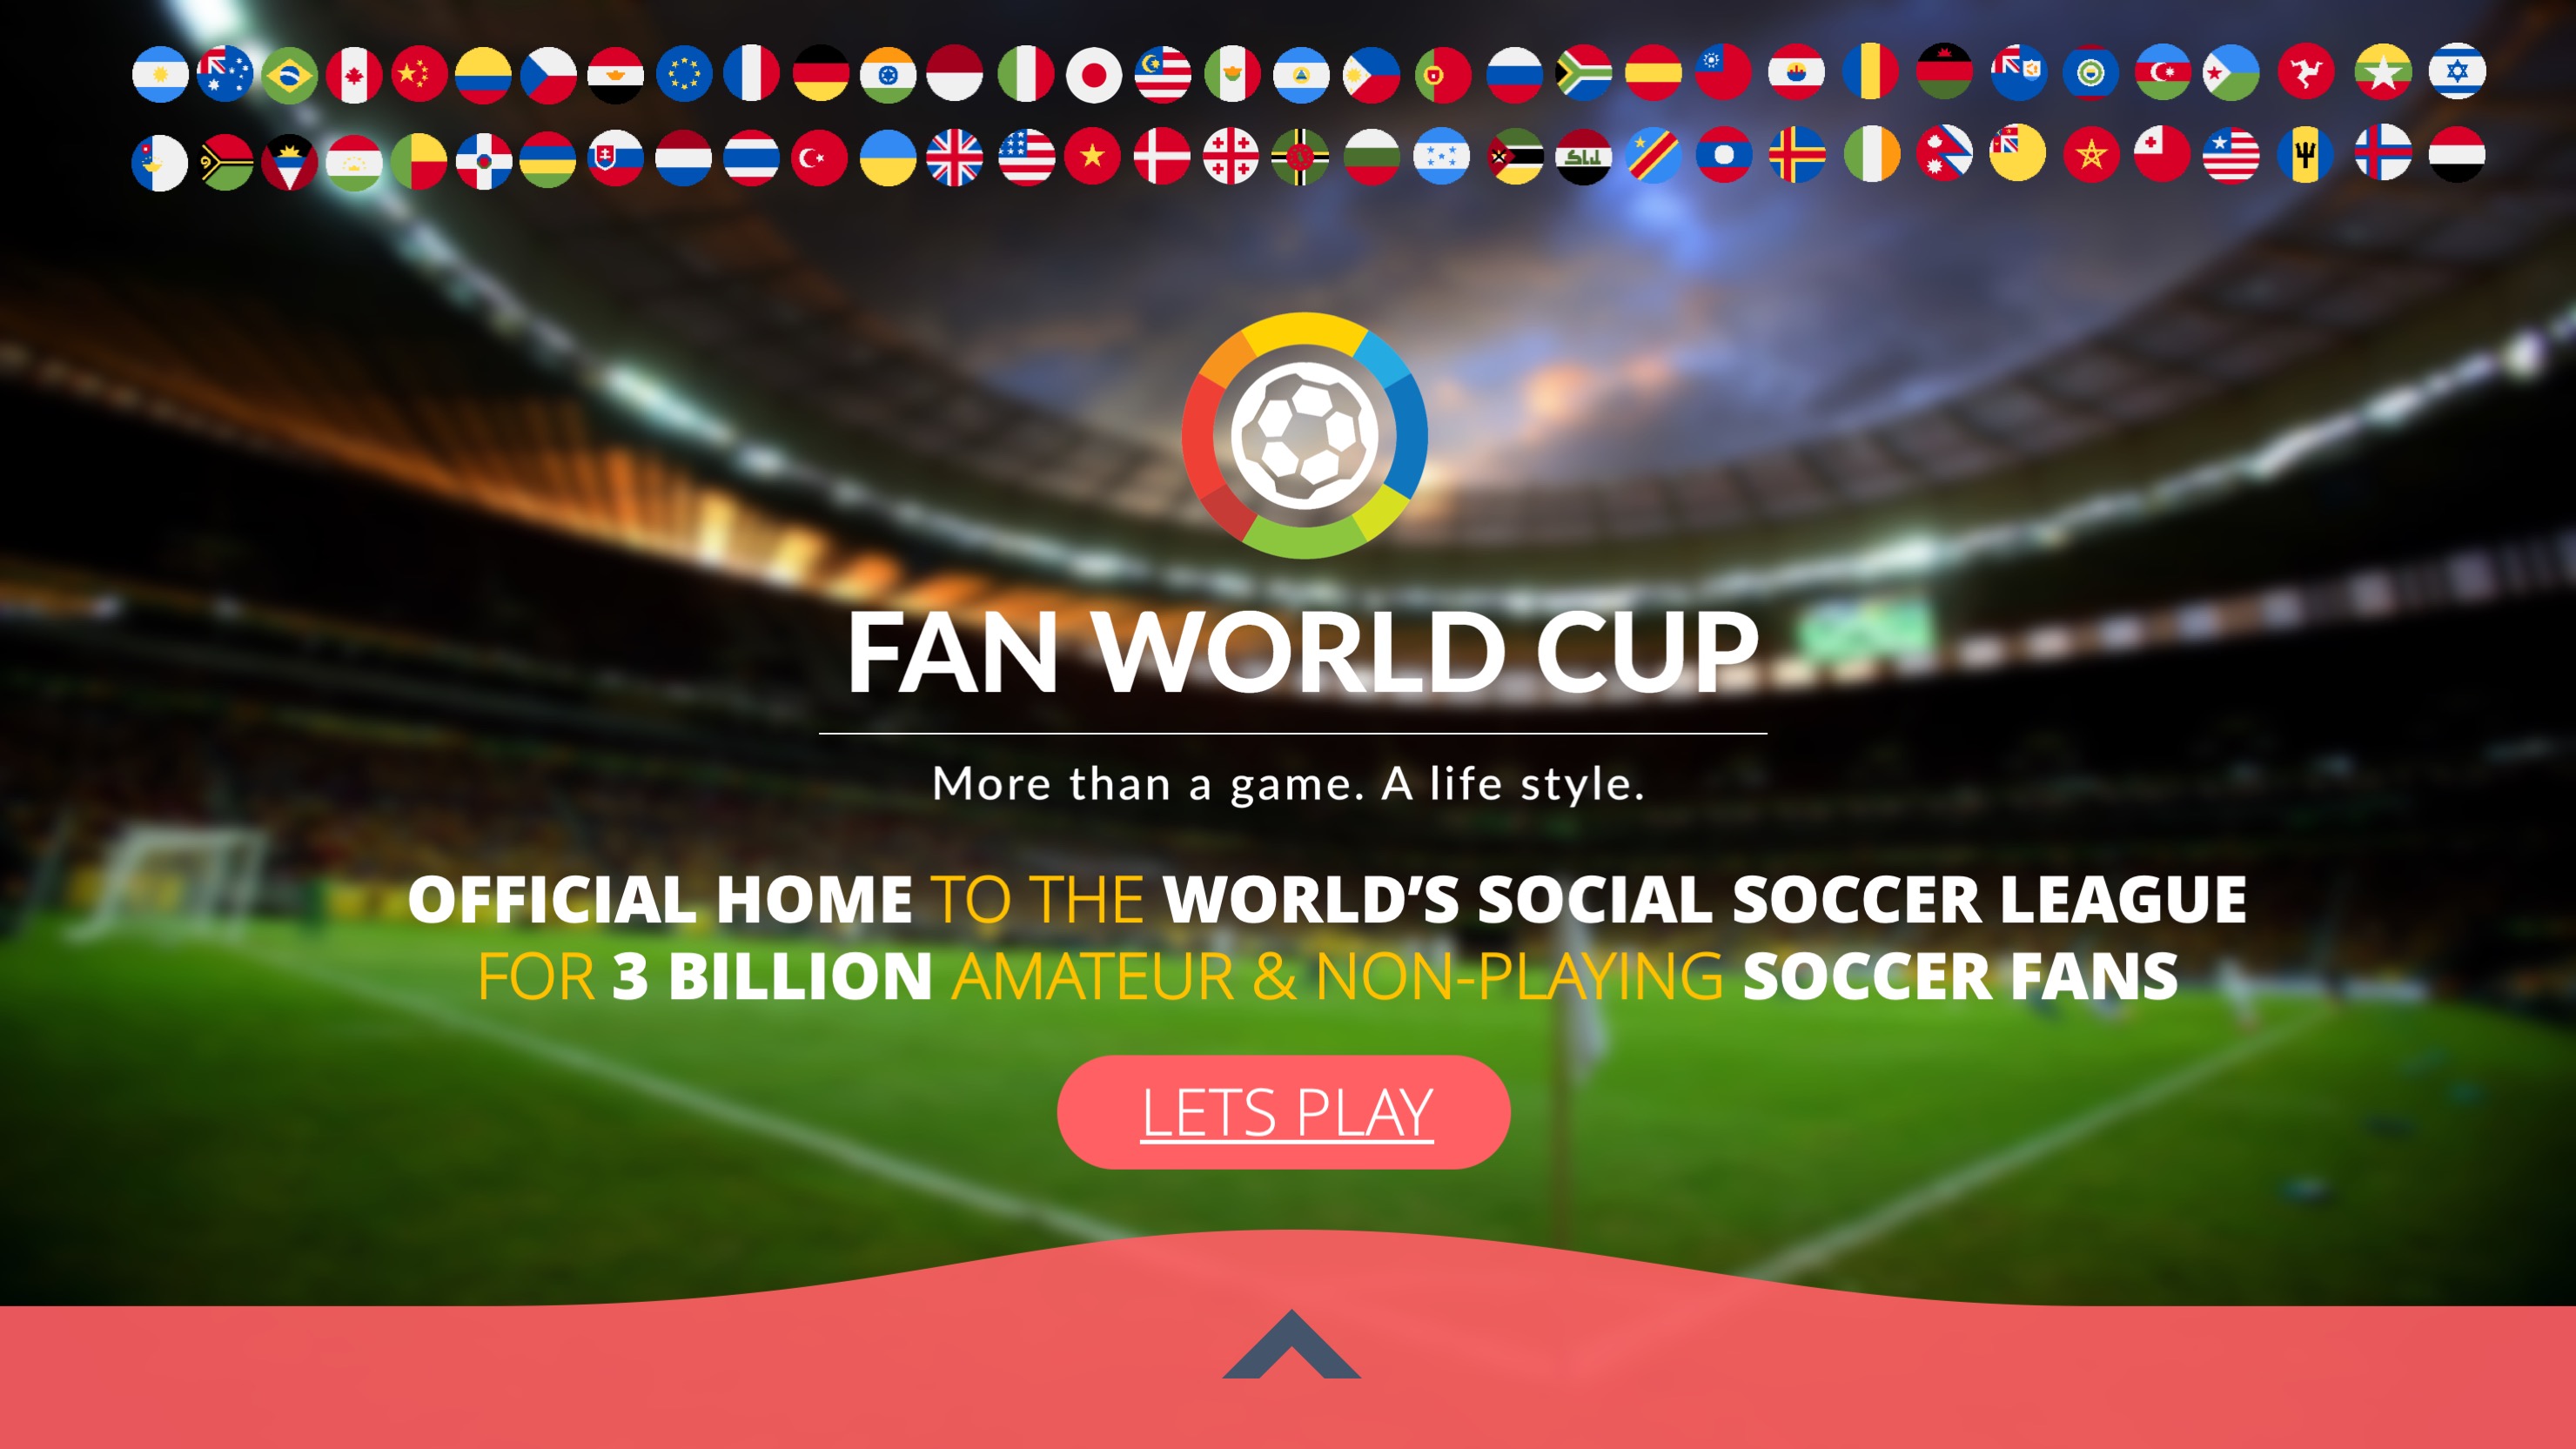 FAN WORLD CUP
More than a game. A life style.
OFFICIAL HOME TO THE WORLD’S SOCIAL SOCCER LEAGUE
FOR 3 BILLION AMATEUR & NON-PLAYING SOCCER FANS
LETS PLAY